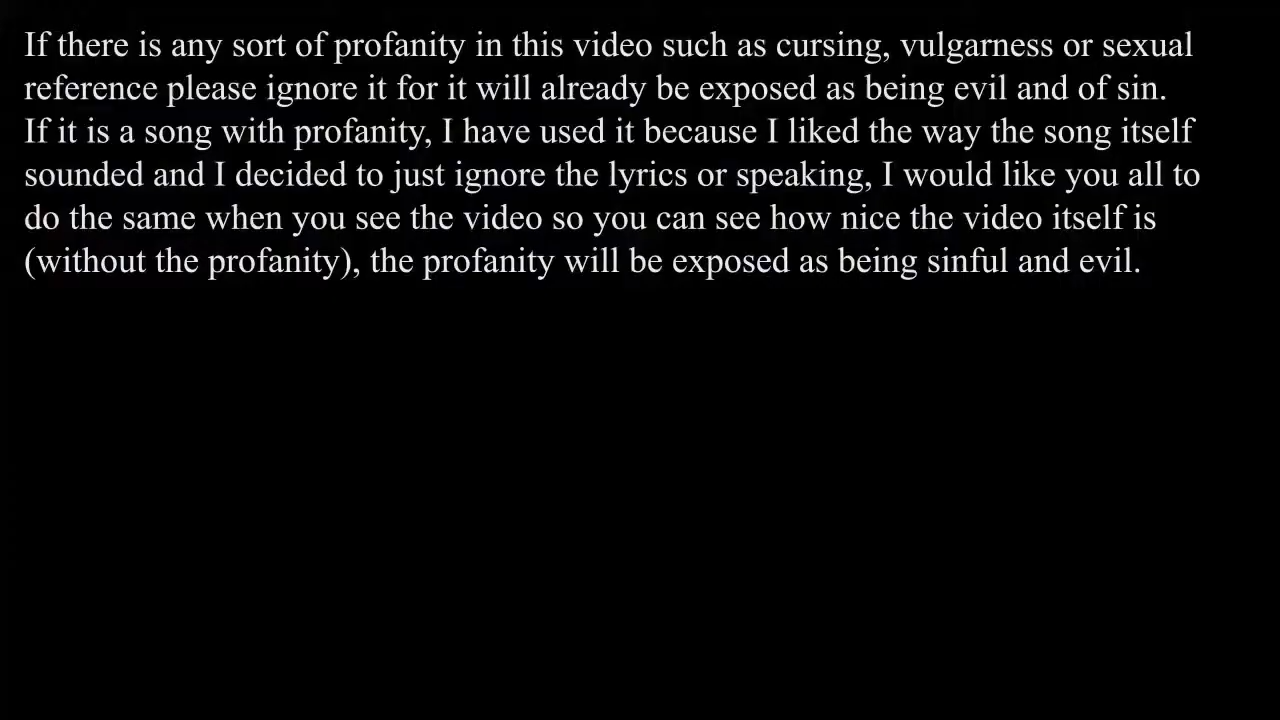 If there is any sort of profanity in this video such as cursing, vulgarness or sexual
reference please ignore it for it will already be exposed as being evil and of sin.
If it is a song with profanity, I have used it because I liked the way the song itself
sounded and I decided to just ignore the lyrics or speaking, I would like you all to
do the same when you see the video so you can see how nice the video itself is
(without the profanity), the profanity will be exposed as being sinful and evil.